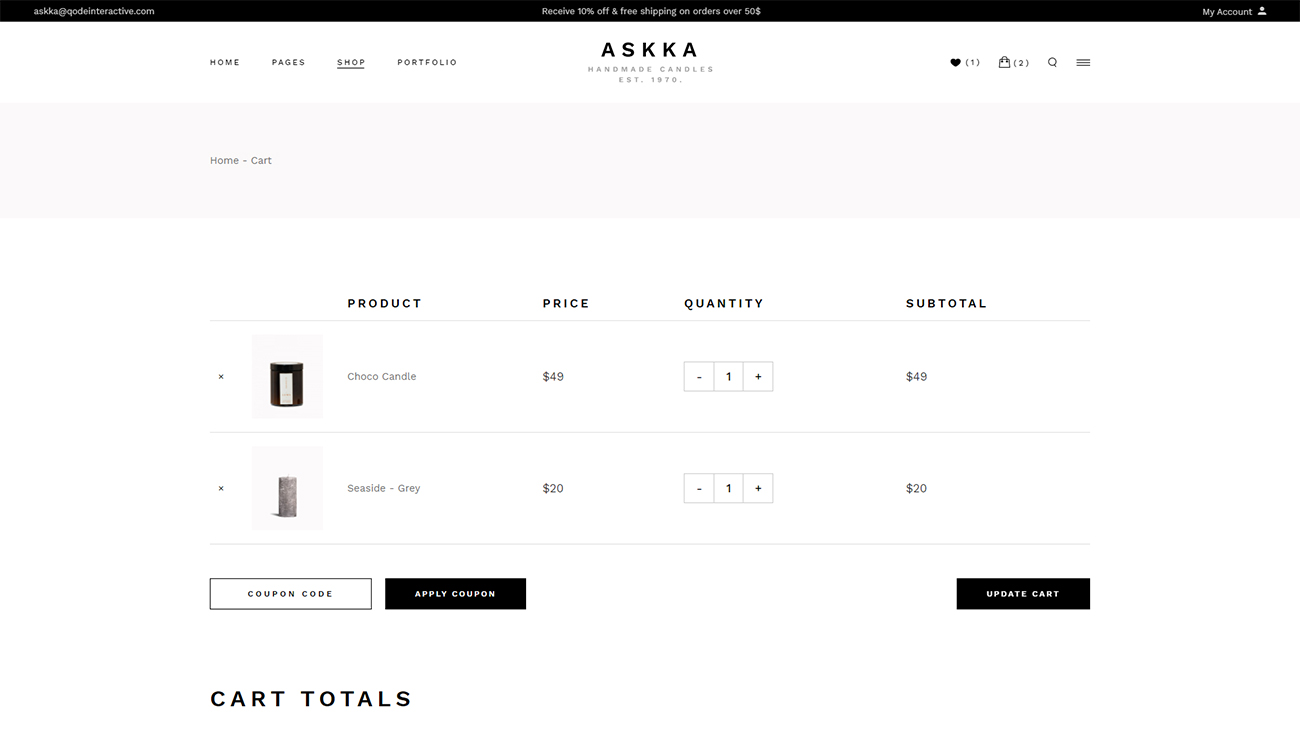 askka@qodeinteractive.com
Receive 10% off & free shipping on orders over 50$
My Account
HOME PAGES SHOP PORTFOLIO
ASKKA
HANDMADE CANDLES
EST. 1970.
(1) (2)
Home - Cart
PRODUCT PRICE QUANTITY SUBTOTAL
× Choco Candle $49 - 1 + $49
× Seaside - Grey $20 - 1 + $20
COUPON CODE APPLY COUPON UPDATE CART
CART TOTALS